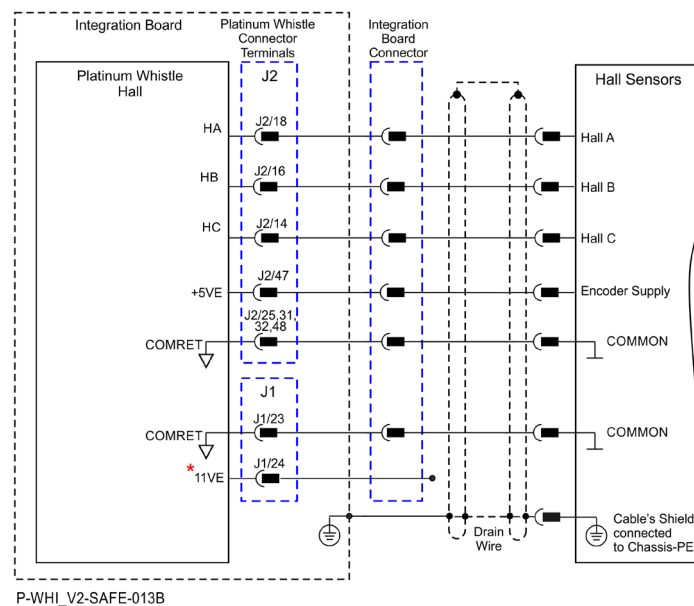 Integration Board
Platinum Whistle
Connector
Terminals
Integration
Board
Connector
Platinum Whistle
Hall
J2
Hall Sensors
HA
J2/18
Hall A
HB
J2/16
Hall B
HC
J2/14
Hall C
+5VE
J2/47
Encoder Supply
J2/25,31,
32,48
COMRET
COMMON
J1
J1/23
COMRET
COMMON
J1/24
*11VE
Drain
Wire
Cable's Shield
connected
to Chassis-PE
P-WHI_V2-SAFE-013B